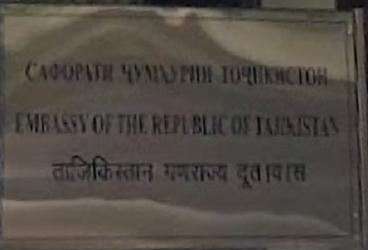 САФОРАТИ ҶУМҲУРИИ ТОҶИКИСТОН
EMBASSY OF THE REPUBLIC OF TAJIKISTAN
ताजिकिस्तान गणराज्य दूतावास